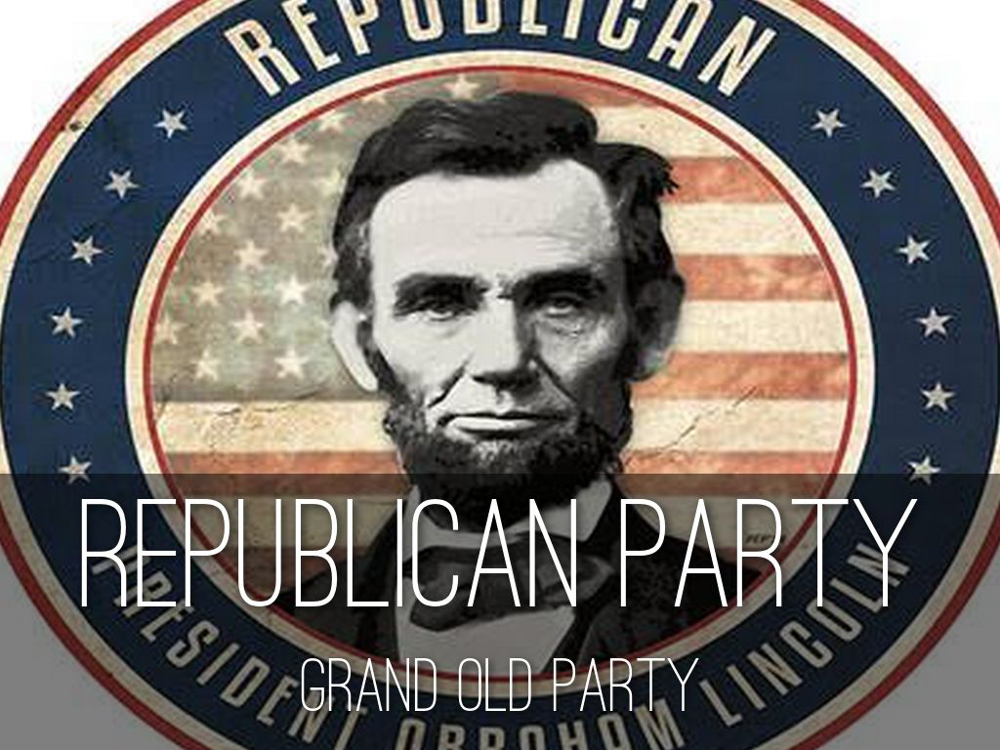 REPUBLICAN
REPUBLICAN PARTY
PRESIDENT ABRAHAM LINCOLN
GRAND OLD PARTY